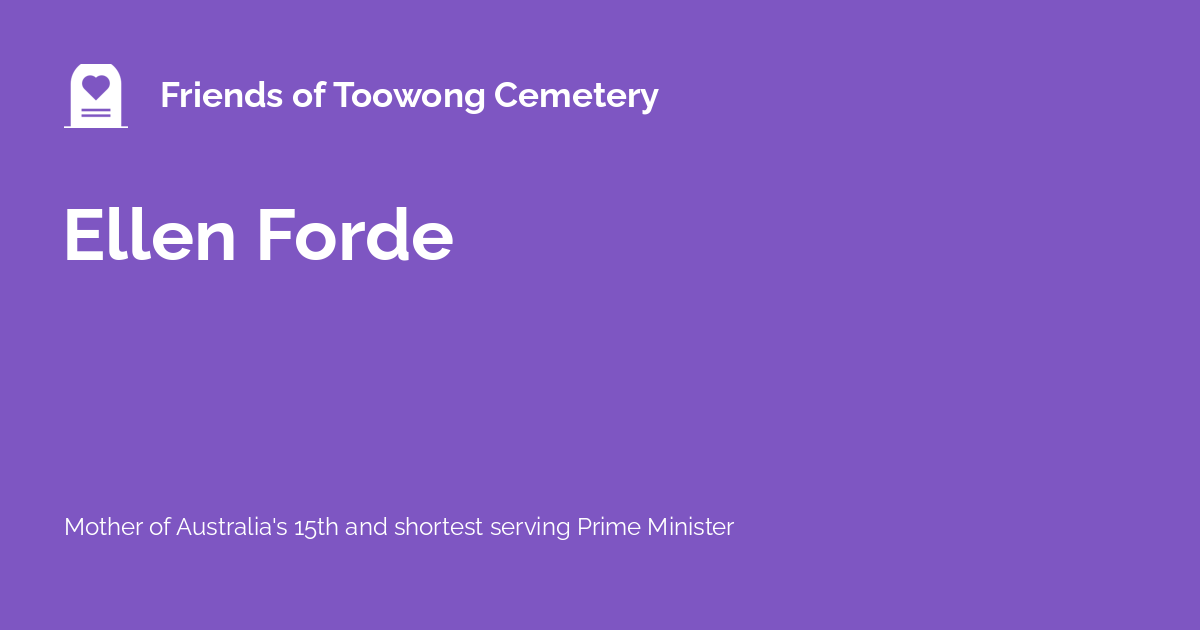 Friends of Toowong Cemetery
Ellen Forde
Mother of Australia's 15th and shortest serving Prime Minister